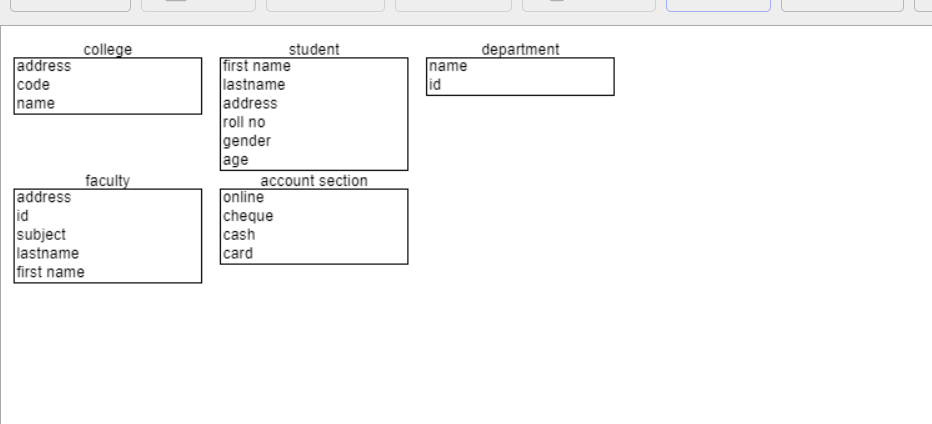 college
address
code
name
student
first name
lastname
address
roll no
gender
age
department
name
id
faculty
address
id
subject
lastname
first name
account section
online
cheque
cash
card